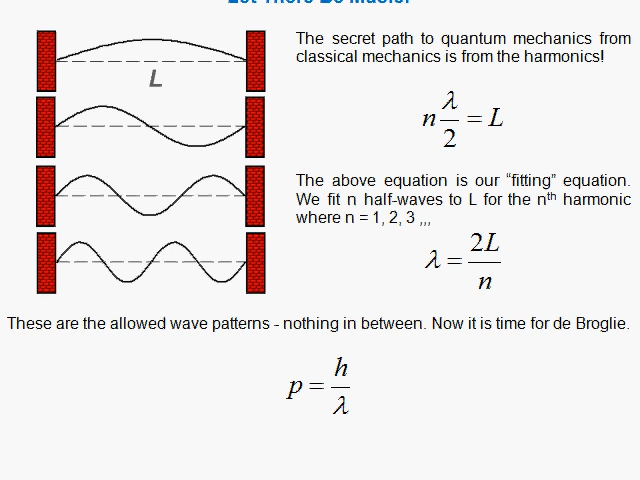 L
The secret path to quantum mechanics from
classical mechanics is from the harmonics!
n λ/2 = L
The above equation is our “fitting” equation.
We fit n half-waves to L for the nth harmonic
where n = 1, 2, 3 ,,,
λ = 2L/n
These are the allowed wave patterns - nothing in between. Now it is time for de Broglie.
p = h/λ